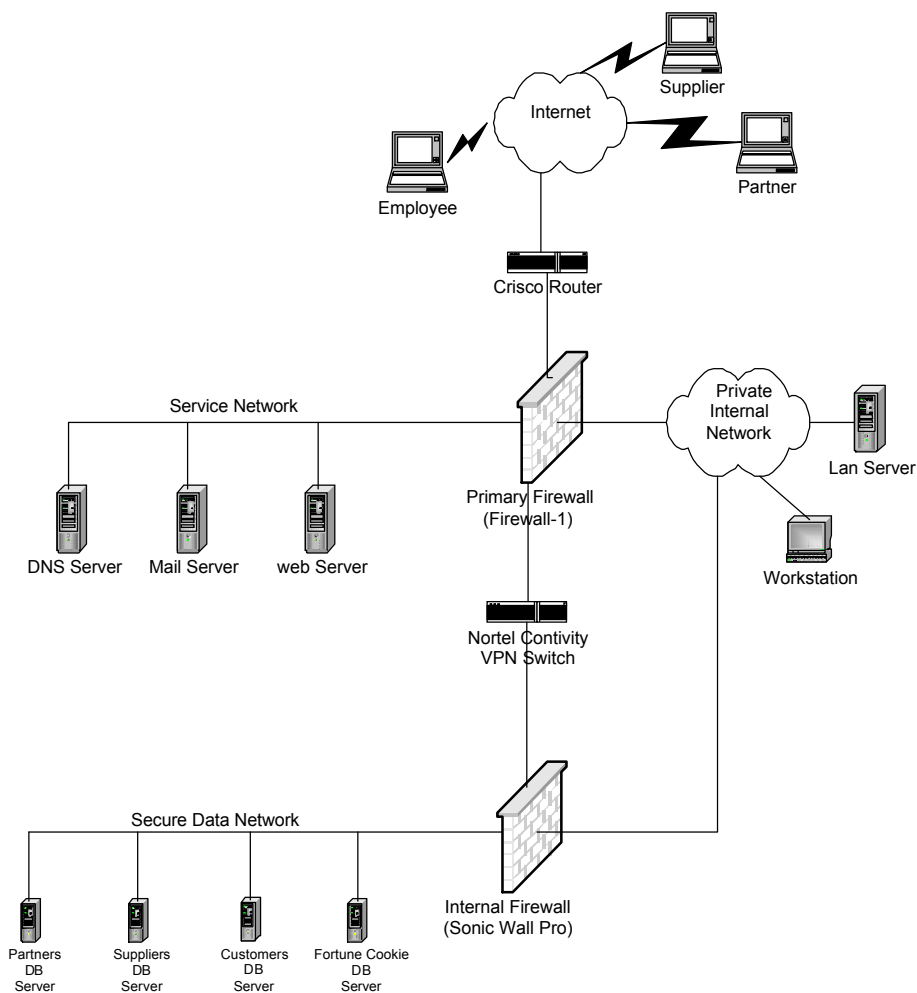 Supplier
Internet
Partner
Employee
Crisco Router
Service Network
Private
Internal
Network
Lan Server
Primary Firewall
(Firewall-1)
DNS Server
Mail Server
web Server
Workstation
Nortel Contivity
VPN Switch
Secure Data Network
Internal Firewall
(Sonic Wall Pro)
Partners
DB
Server
Suppliers
DB
Server
Customers
DB
Server
Fortune Cookie
DB
Server